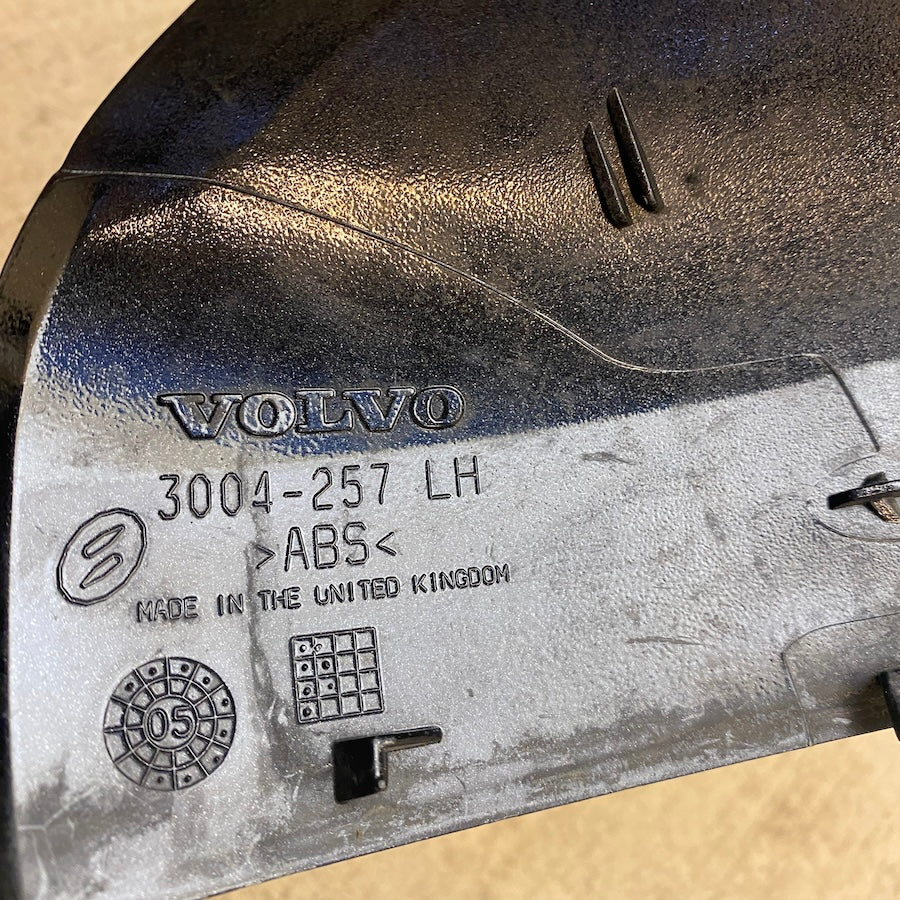 VOLVO
3004-257 LH
>ABS<
MADE IN THE UNITED KINGDOM
05